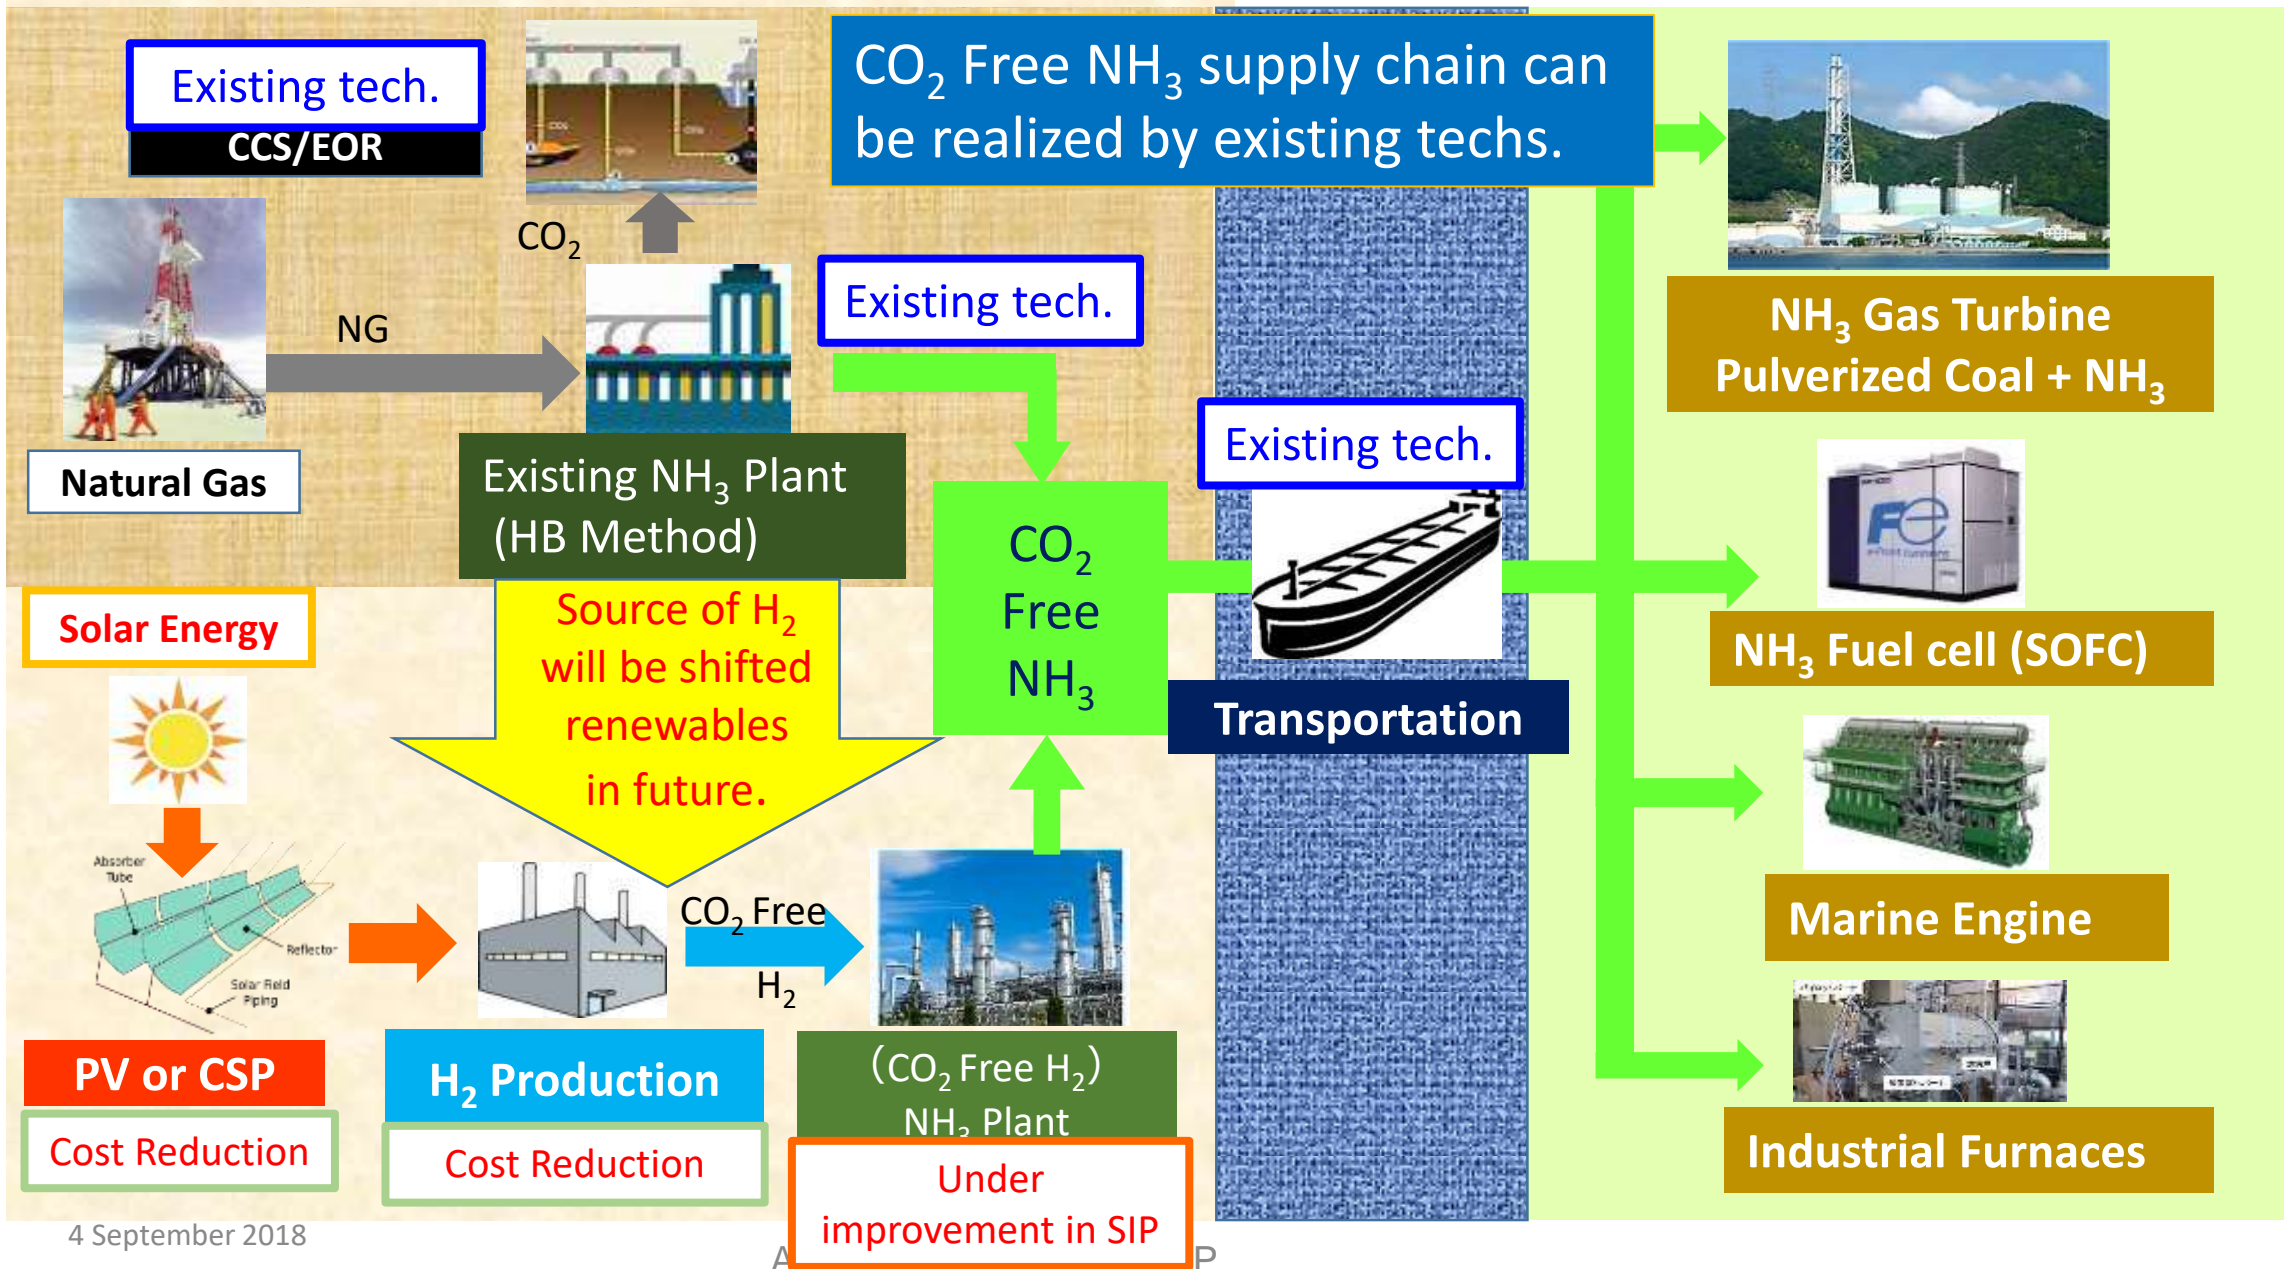 Existing tech.
CCS/EOR
CO₂ Free NH₃ supply chain can
be realized by existing techs.
CO₂
NG
Existing tech.
Natural Gas
Existing NH₃ Plant
(HB Method)
Existing tech.
NH₃ Gas Turbine
Pulverized Coal + NH₃
CO₂
Free
NH₃
Transportation
NH₃ Fuel cell (SOFC)
Solar Energy
Source of H₂
will be shifted
renewables
in future.
Absorber
Tube
Reflector
Solar Field
Piping
CO₂ Free
H₂
Marine Engine
PV or CSP
Cost Reduction
H₂ Production
Cost Reduction
(CO₂ Free H₂)
NH₃ Plant
Under
improvement in SIP
Industrial Furnaces
4 September 2018